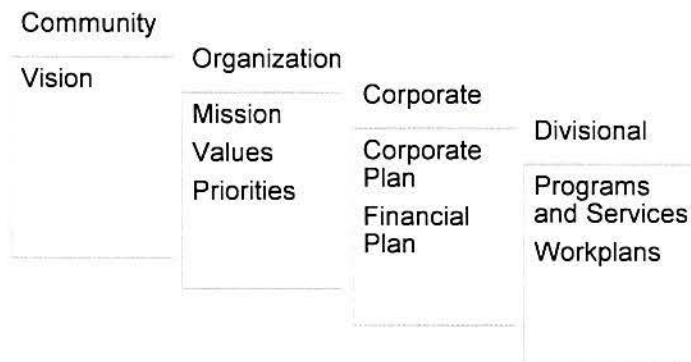 Community
Vision
Organization
Mission
Values
Priorities
Corporate
Corporate
Plan
Financial
Plan
Divisional
Programs
and Services
Workplans